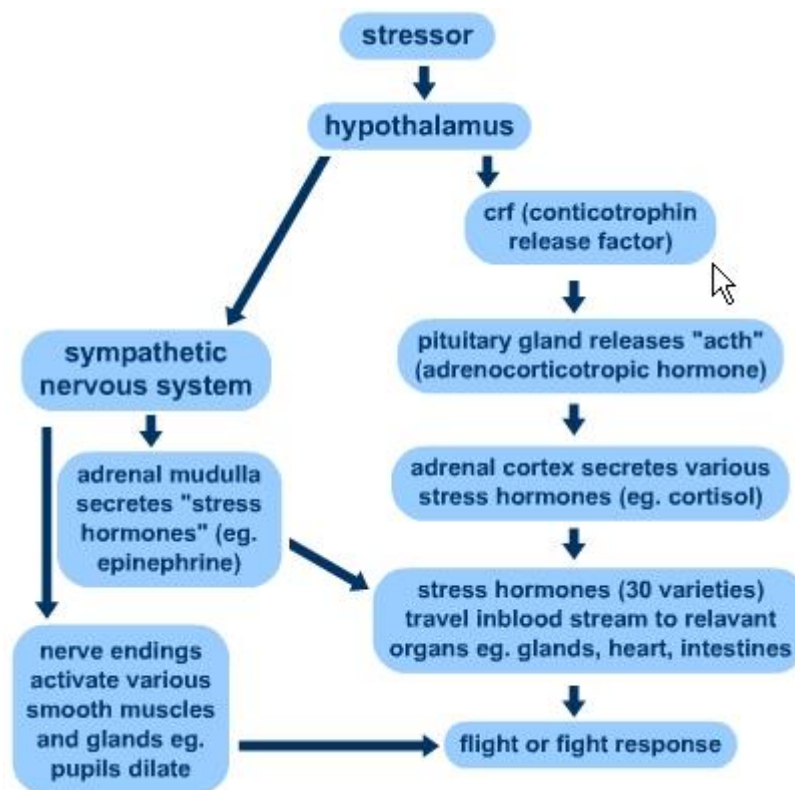 stressor
hypothalamus
crf (conticotrophin
release factor)
sympathetic
nervous system
pituitary gland releases "acth"
(adrenocorticotropic hormone)
adrenal mudulla
secretes "stress
hormones" (eg.
epinephrine)
adrenal cortex secretes various
stress hormones (eg. cortisol)
stress hormones (30 varieties)
travel inblood stream to relavant
organs eg. glands, heart, intestines
nerve endings
activate various
smooth muscles
and glands eg.
pupils dilate
flight or fight response